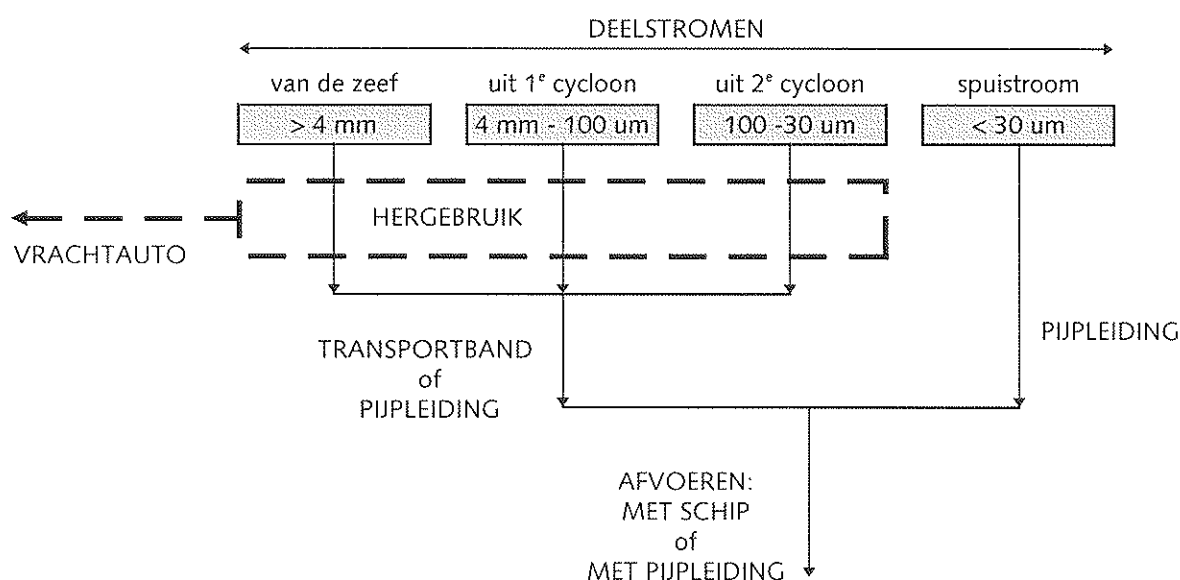 DEELSTROMEN
van de zeef
uit 1e cycloon
uit 2e cycloon
spuistroom
> 4 mm
4 mm - 100 um
100 -30 um
< 30 um
HERGEBRUIK
VRACHTAUTO
TRANSPORTBAND
of
PIJPLEIDING
PIJPLEIDING
AFVOEREN:
MET SCHIP
of
MET PIJPLEIDING